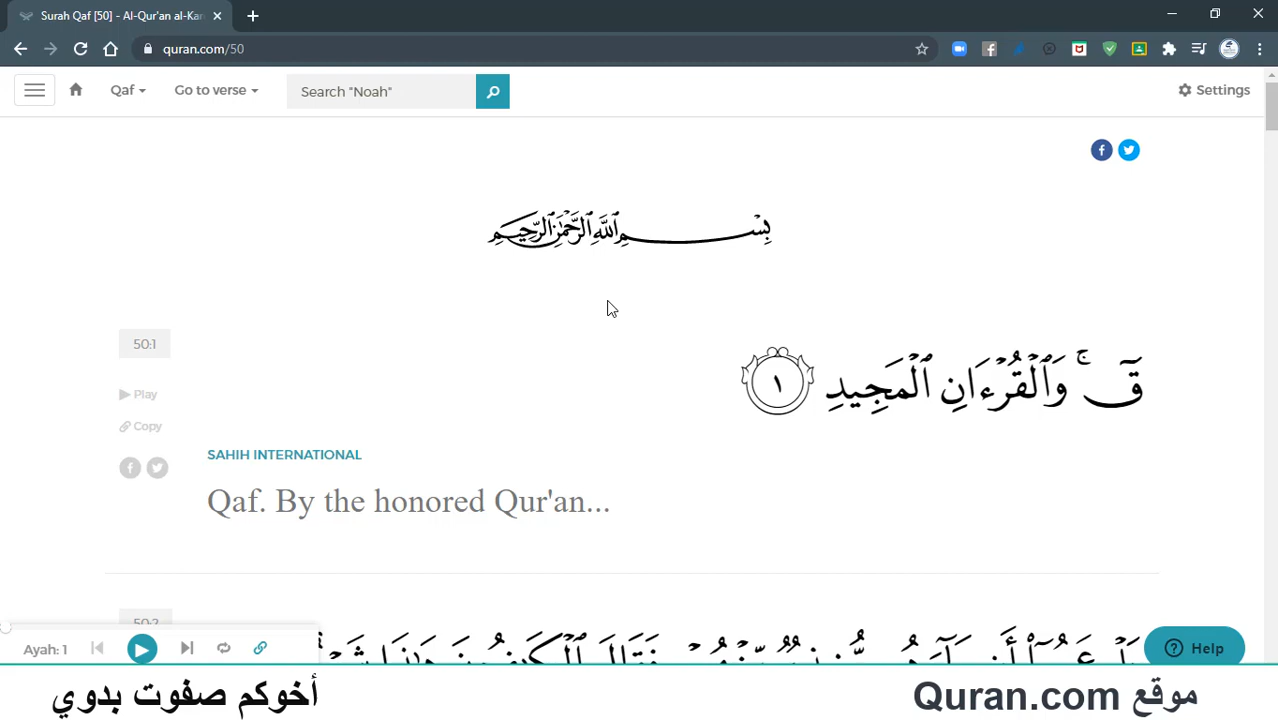 Surah Qaf [50] - Al-Qur'an al-Kar
quran.com/50
Qaf
Go to verse
Search "Noah"
Settings
بِسْمِ ٱللَّهِ ٱلرَّحْمَٰنِ ٱلرَّحِيمِ
50:1
قٓ ۚ وَٱلْقُرْءَانِ ٱلْمَجِيدِ ١
Play
Copy
SAHIH INTERNATIONAL
Qaf. By the honored Qur'an...
50:2
Ayah: 1
Help
أخوكم صفوت بدوي
موقع Quran.com